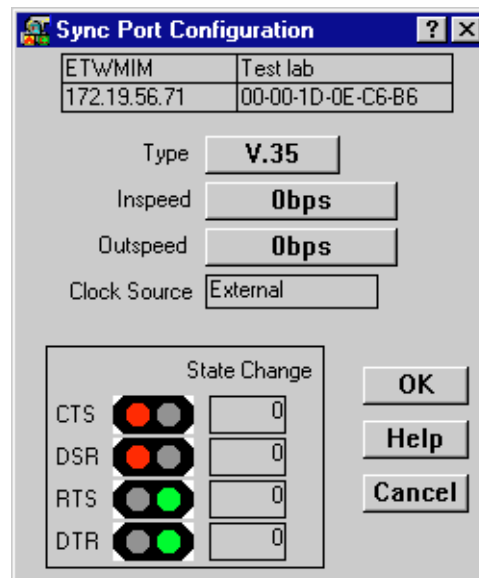 Sync Port Configuration ? ×
ETWMIM Test lab
172.19.56.71 00-00-1D-0E-C6-B6
Type V.35
Inspeed 0bps
Outspeed 0bps
Clock Source External
State Change
CTS 0
DSR 0
RTS 0
DTR 0
OK
Help
Cancel